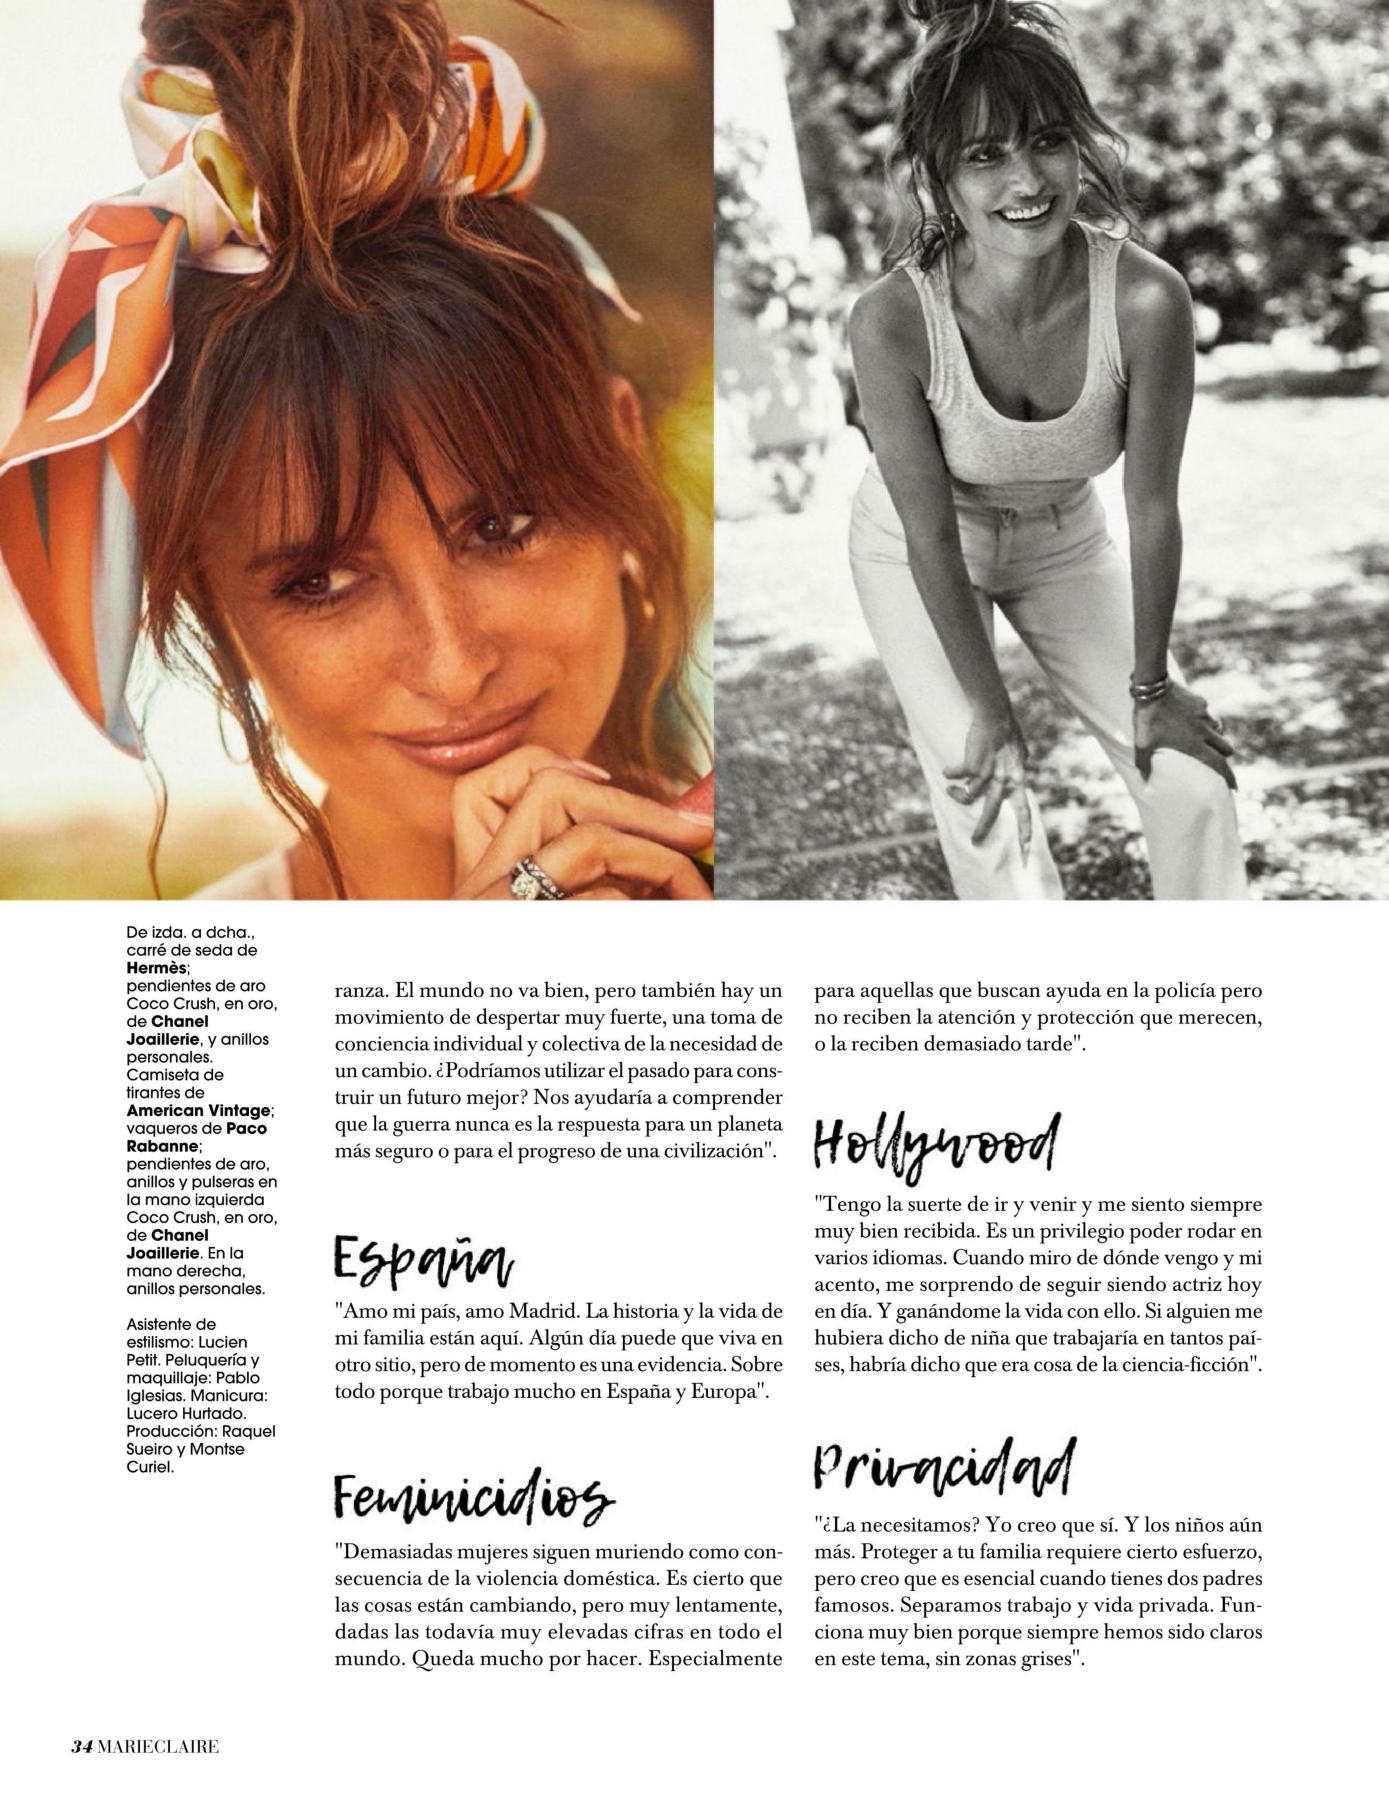 De izda. a dcha.,
carré de seda de
Hermès;
pendientes de aro
Coco Crush, en oro,
de Chanel
Joaillerie, y anillos
personales.
Camiseta de
tirantes de
American Vintage;
vaqueros de Paco
Rabanne;
pendientes de aro,
anillos y pulseras en
la mano izquierda
Coco Crush, en oro,
de Chanel
Joaillerie. En la
mano derecha,
anillos personales.
Asistente de
estilismo: Lucien
Petit. Peluquería y
maquillaje: Pablo
Iglesias. Manicura:
Lucero Hurtado.
Producción: Raquel
Sueiro y Montse
Curiel.
ranza. El mundo no va bien, pero también hay un
movimiento de despertar muy fuerte, una toma de
conciencia individual y colectiva de la necesidad de
un cambio. ¿Podríamos utilizar el pasado para cons-
truir un futuro mejor? Nos ayudaría a comprender
que la guerra nunca es la respuesta para un planeta
más seguro o para el progreso de una civilización".
España
"Amo mi país, amo Madrid. La historia y la vida de
mi familia están aquí. Algún día puede que viva en
otro sitio, pero de momento es una evidencia. Sobre
todo porque trabajo mucho en España y Europa".
Feminicidios
"Demasiadas mujeres siguen muriendo como con-
secuencia de la violencia doméstica. Es cierto que
las cosas están cambiando, pero muy lentamente,
dadas las todavía muy elevadas cifras en todo el
mundo. Queda mucho por hacer. Especialmente
para aquellas que buscan ayuda en la policía pero
no reciben la atención y protección que merecen,
o la reciben demasiado tarde".
Hollywood
"Tengo la suerte de ir y venir y me siento siempre
muy bien recibida. Es un privilegio poder rodar en
varios idiomas. Cuando miro de dónde vengo y mi
acento, me sorprendo de seguir siendo actriz hoy
en día. Y ganándome la vida con ello. Si alguien me
hubiera dicho de niña que trabajaría en tantos paí-
ses, habría dicho que era cosa de la ciencia-ficción".
Privacidad
"¿La necesitamos? Yo creo que sí. Y los niños aún
más. Proteger a tu familia requiere cierto esfuerzo,
pero creo que es esencial cuando tienes dos padres
famosos. Separamos trabajo y vida privada. Fun-
ciona muy bien porque siempre hemos sido claros
en este tema, sin zonas grises".
34 MARIECLAIRE